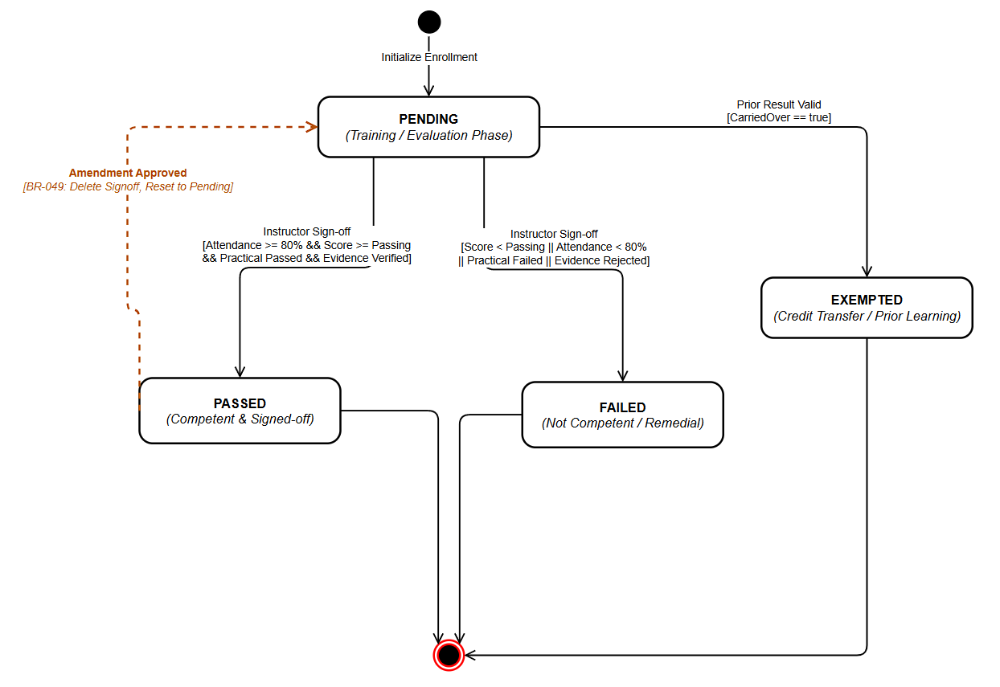 Initialize Enrollment
PENDING
(Training / Evaluation Phase)
Prior Result Valid
[CarriedOver == true]
Amendment Approved
[BR-049: Delete Signoff, Reset to Pending]
Instructor Sign-off
[Attendance >= 80% && Score >= Passing
&& Practical Passed && Evidence Verified]
Instructor Sign-off
[Score < Passing || Attendance < 80%
|| Practical Failed || Evidence Rejected]
EXEMPTED
(Credit Transfer / Prior Learning)
PASSED
(Competent & Signed-off)
FAILED
(Not Competent / Remedial)